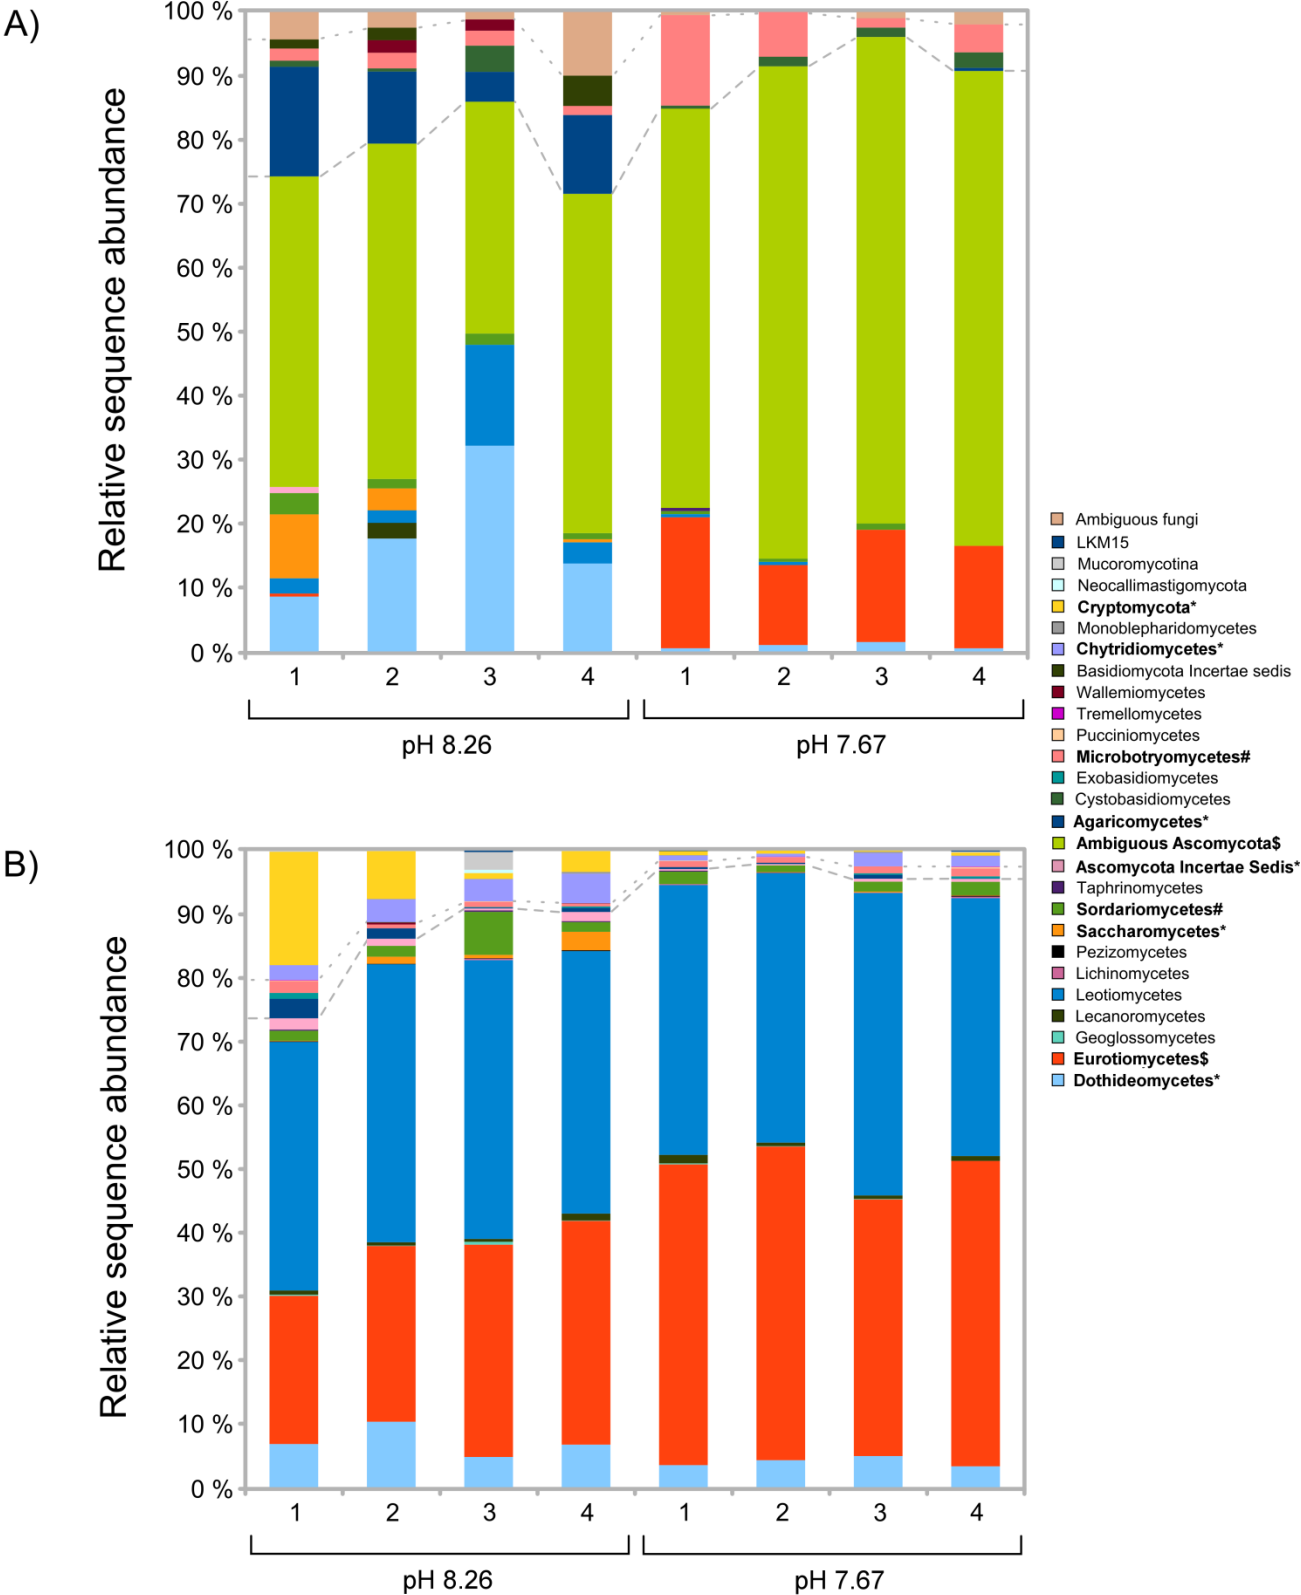 A)
Relative sequence abundance
100 %
90 %
80 %
70 %
60 %
50 %
40 %
30 %
20 %
10 %
0 %
1 2 3 4 1 2 3 4
pH 8.26 pH 7.67
Ambiguous fungi
LKM15
Mucoromycotina
Neocallimastigomycota
Cryptomycota*
Monoblepharidomycetes
Chytridiomycetes*
Basidiomycota Incertae sedis
Wallemiomycetes
Tremellomycetes
Pucciniomycetes
Microbotryomycetes#
Exobasidiomycetes
Cystobasidiomycetes
Agaricomycetes*
Ambiguous Ascomycota$
Ascomycota Incertae Sedis*
Taphrinomycetes
Sordariomycetes#
Saccharomycetes*
Pezizomycetes
Lichinomycetes
Leotiomycetes
Lecanoromycetes
Geoglossomycetes
Eurotiomycetes$
Dothideomycetes*
B)
Relative sequence abundance
100 %
90 %
80 %
70 %
60 %
50 %
40 %
30 %
20 %
10 %
0 %
1 2 3 4 1 2 3 4
pH 8.26 pH 7.67